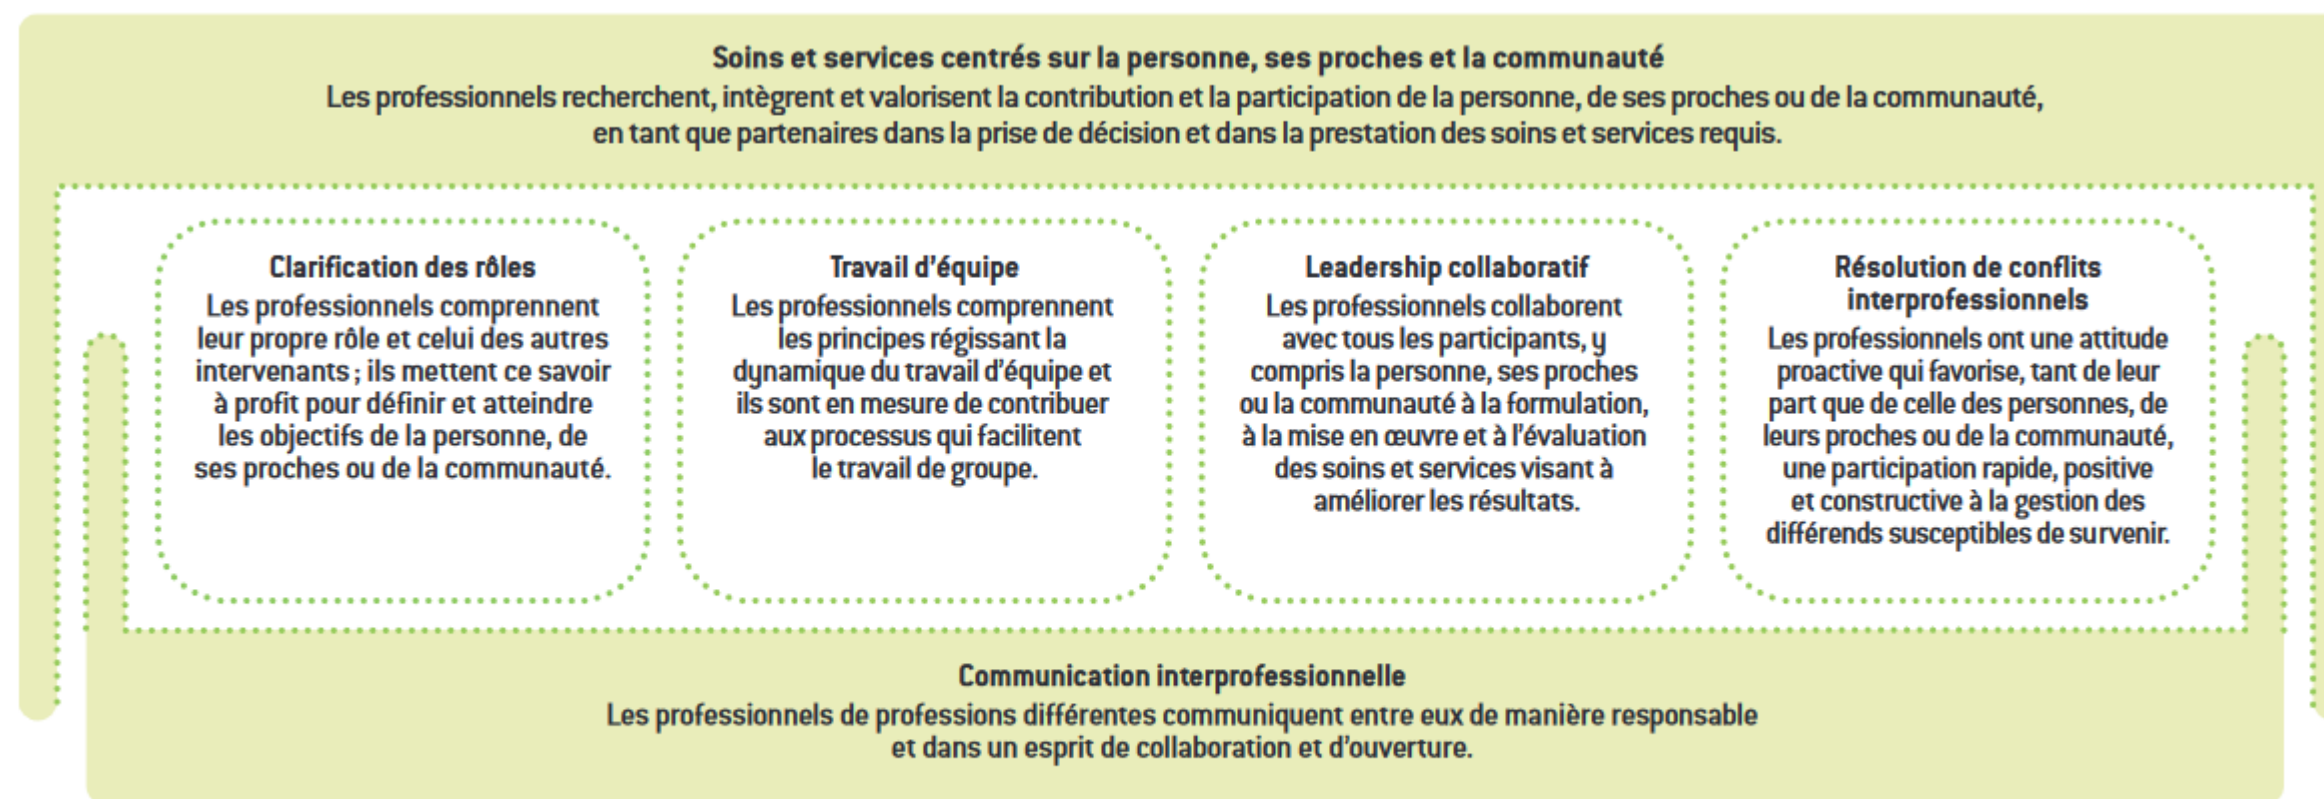 Soins et services centrés sur la personne, ses proches et la communauté
Les professionnels recherchent, intègrent et valorisent la contribution et la participation de la personne, de ses proches ou de la communauté,
en tant que partenaires dans la prise de décision et dans la prestation des soins et services requis.
Clarification des rôles
Les professionnels comprennent
leur propre rôle et celui des autres
intervenants ; ils mettent ce savoir
à profit pour définir et atteindre
les objectifs de la personne, de
ses proches ou de la communauté.
Travail d'équipe
Les professionnels comprennent
les principes régissant la
dynamique du travail d'équipe et
ils sont en mesure de contribuer
aux processus qui facilitent
le travail de groupe.
Leadership collaboratif
Les professionnels collaborent
avec tous les participants, y
compris la personne, ses proches
ou la communauté à la formulation,
à la mise en œuvre et à l'évaluation
des soins et services visant à
améliorer les résultats.
Résolution de conflits
interprofessionnels
Les professionnels ont une attitude
proactive qui favorise, tant de leur
part que de celle des personnes, de
leurs proches ou de la communauté,
une participation rapide, positive
et constructive à la gestion des
différends susceptibles de survenir.
Communication interprofessionnelle
Les professionnels de professions différentes communiquent entre eux de manière responsable
et dans un esprit de collaboration et d'ouverture.